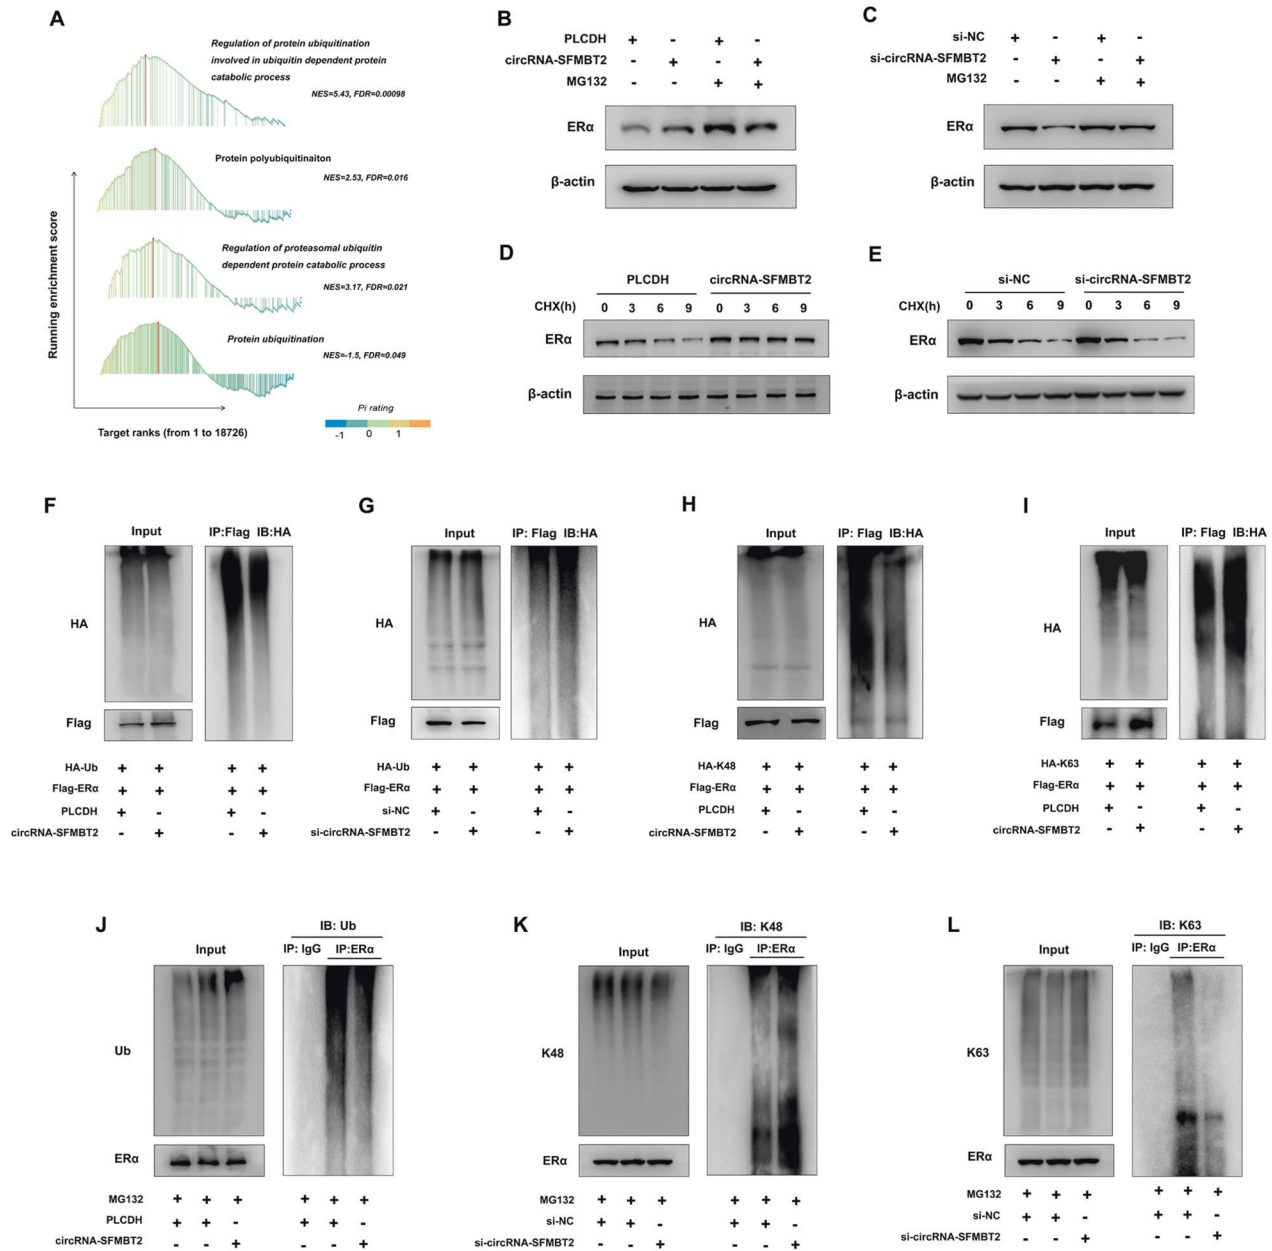 A
Regulation of protein ubiquitination
involved in ubiquitin dependent protein
catabolic process
NES=5.43, FDR=0.00098
Protein polyubiquitinaiton
NES=2.53, FDR=0.016
Regulation of proteasomal ubiquitin
dependent protein catabolic process
NES=3.17, FDR=0.021
Protein ubiquitination
NES=-1.5, FDR=0.049
Running enrichment score
Target ranks (from 1 to 18726)
Pi rating
-1 0 1
B
PLCDH + - + -
circRNA-SFMBT2 - + - +
MG132 - - + +
ERα
β-actin
C
si-NC + - + -
si-circRNA-SFMBT2 - + - +
MG132 - - + +
ERα
β-actin
D
PLCDH circRNA-SFMBT2
CHX(h) 0 3 6 9 0 3 6 9
ERα
β-actin
E
si-NC si-circRNA-SFMBT2
CHX(h) 0 3 6 9 0 3 6 9
ERα
β-actin
F
Input IP:Flag IB:HA
HA
Flag
HA-Ub + + + +
Flag-ERα + + + +
PLCDH + - + -
circRNA-SFMBT2 - + - +
G
Input IP: Flag IB:HA
HA
Flag
HA-Ub + + + +
Flag-ERα + + + +
si-NC + - + -
si-circRNA-SFMBT2 - + - +
H
Input IP: Flag IB:HA
HA
Flag
HA-K48 + + + +
Flag-ERα + + + +
PLCDH + - + -
circRNA-SFMBT2 - + - +
I
Input IP: Flag IB:HA
HA
Flag
HA-K63 + + + +
Flag-ERα + + + +
PLCDH + - + -
circRNA-SFMBT2 - + - +
J
IB: Ub
Input IP: IgG IP:ERα
Ub
ERα
MG132 + + + + + +
PLCDH + + - + + -
circRNA-SFMBT2 - - + - - +
K
IB: K48
Input IP: IgG IP:ERα
K48
ERα
MG132 + + + + + +
si-NC + + - + + -
si-circRNA-SFMBT2 - - + - - +
L
IB: K63
Input IP: IgG IP:ERα
K63
ERα
MG132 + + + + + +
si-NC + + - + + -
si-circRNA-SFMBT2 - - + - - +